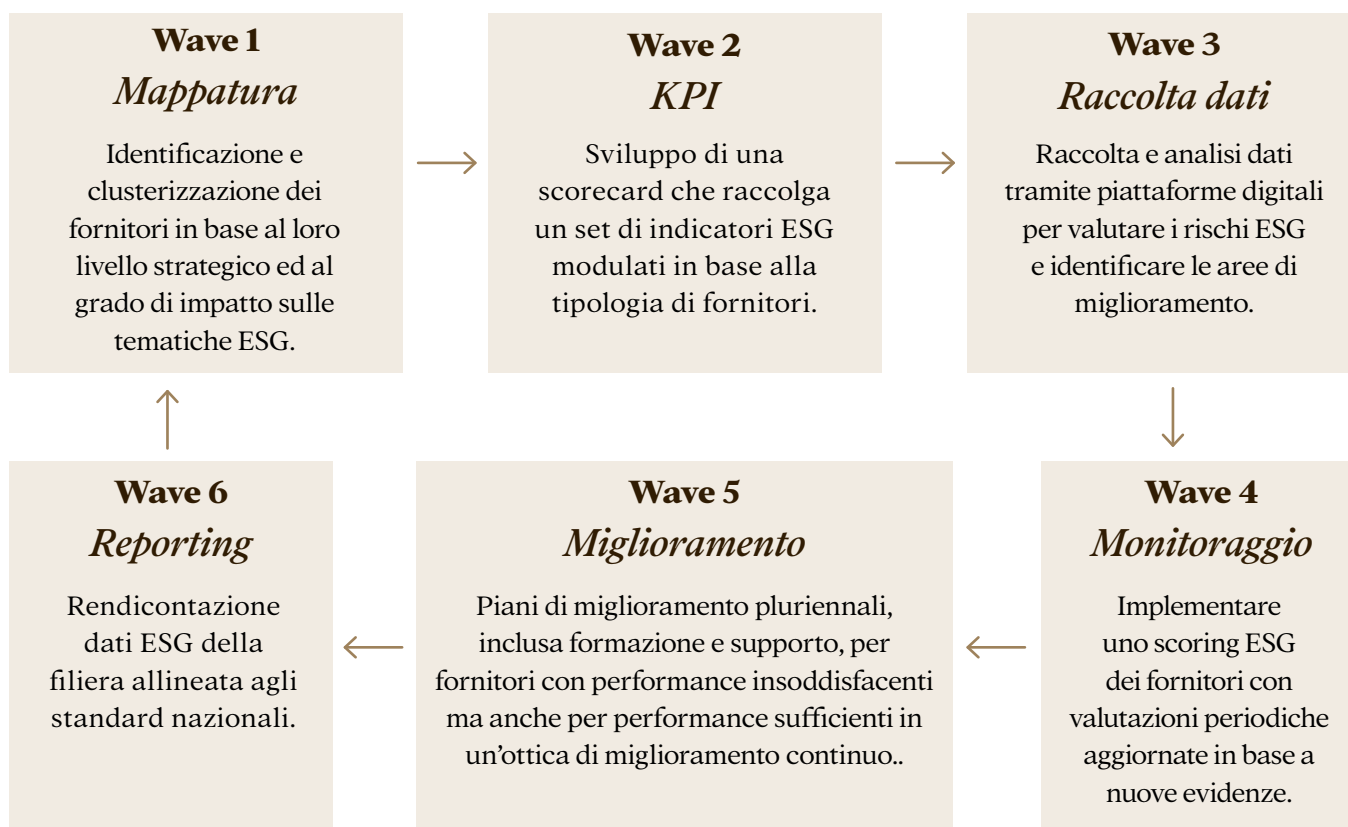 Wave 1
Mappatura
Identificazione e
clusterizzazione dei
fornitori in base al loro
livello strategico ed al
grado di impatto sulle
tematiche ESG.
Wave 2
KPI
Sviluppo di una
scorecard che raccolga
un set di indicatori ESG
modulati in base alla
tipologia di fornitori.
Wave 3
Raccolta dati
Raccolta e analisi dati
tramite piattaforme digitali
per valutare i rischi ESG
e identificare le aree di
miglioramento.
Wave 4
Monitoraggio
Implementare
uno scoring ESG
dei fornitori con
valutazioni periodiche
aggiornate in base a
nuove evidenze.
Wave 5
Miglioramento
Piani di miglioramento pluriennali,
inclusa formazione e supporto, per
fornitori con performance insoddisfacenti
ma anche per performance sufficienti in
un’ottica di miglioramento continuo..
Wave 6
Reporting
Rendicontazione
dati ESG della
filiera allineata agli
standard nazionali.